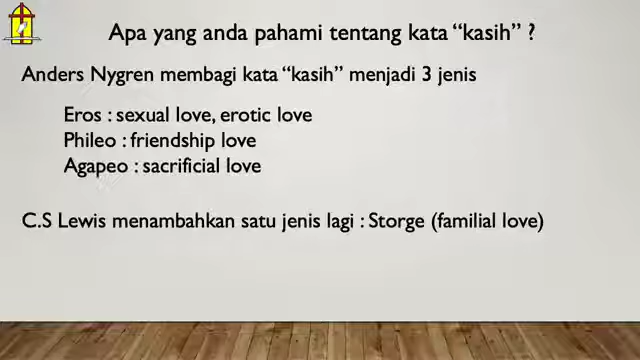 Apa yang anda pahami tentang kata “kasih” ?
Anders Nygren membagi kata “kasih” menjadi 3 jenis
Eros : sexual love, erotic love
Phileo : friendship love
Agapeo : sacrificial love
C.S Lewis menambahkan satu jenis lagi : Storge (familial love)